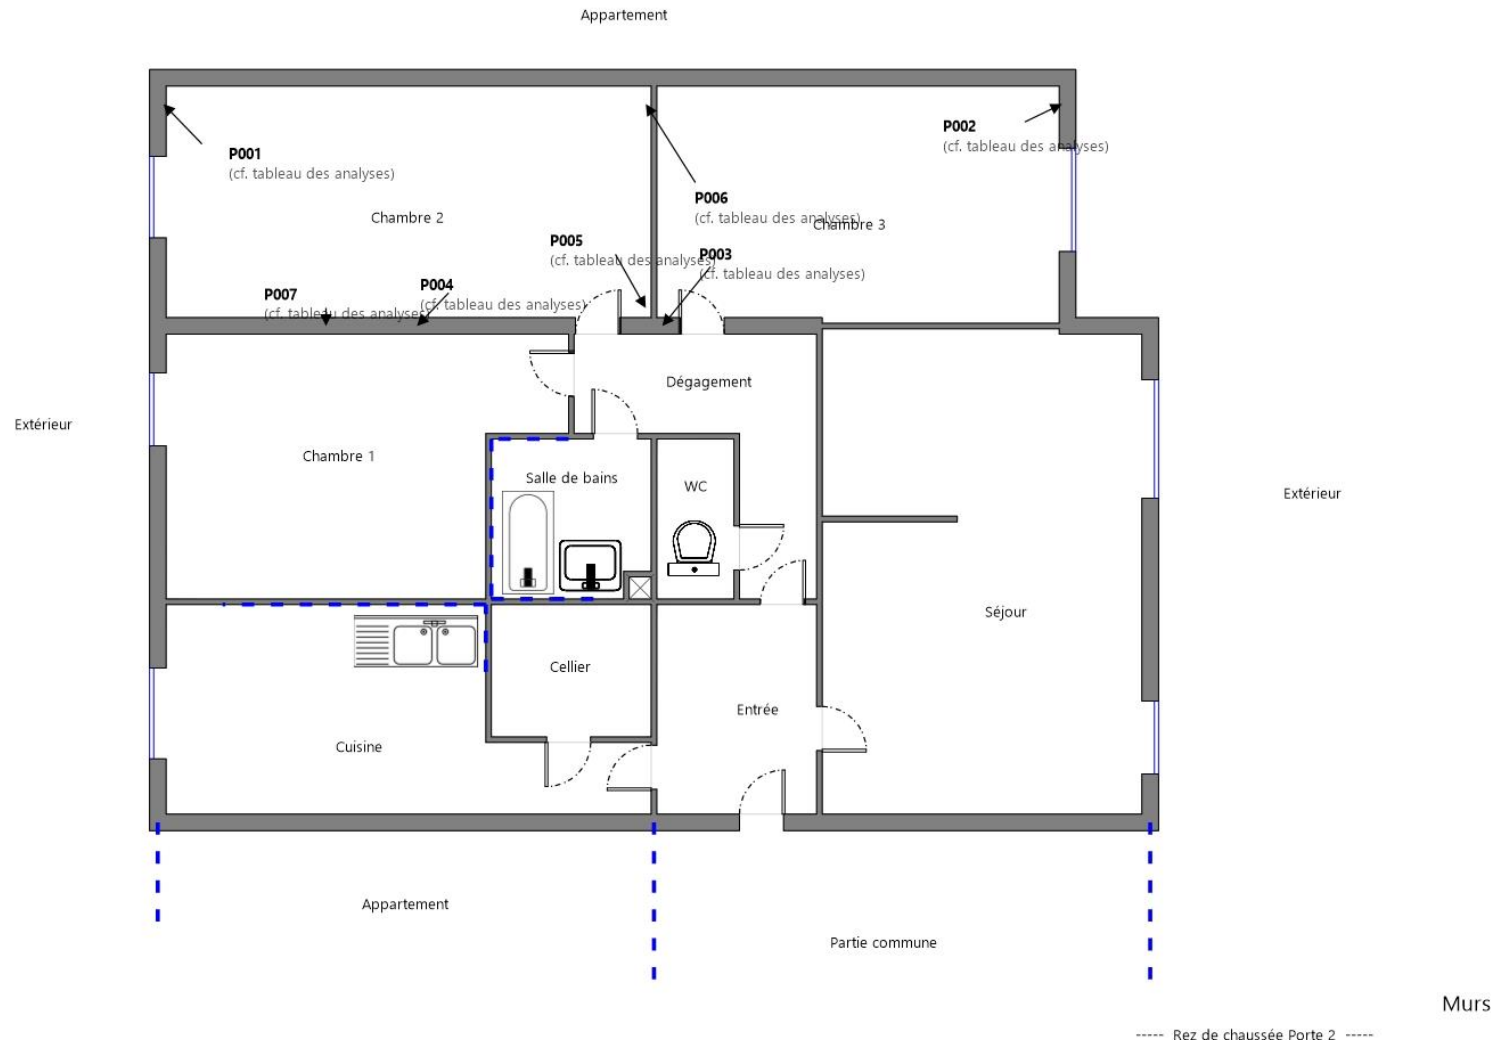 Appartement
P001
(cf. tableau des analyses)
P002
(cf. tableau des analyses)
P006
(cf. tableau des analyses)
Chambre 2
Chambre 3
P005
(cf. tableau des analyses)
P003
(cf. tableau des analyses)
P004
(cf. tableau des analyses)
P007
(cf. tableau des analyses)
Dégagement
Extérieur
Chambre 1
Salle de bains
WC
Extérieur
Séjour
Cellier
Entrée
Cuisine
Appartement
Partie commune
Murs
----- Rez de chaussée Porte 2 -----